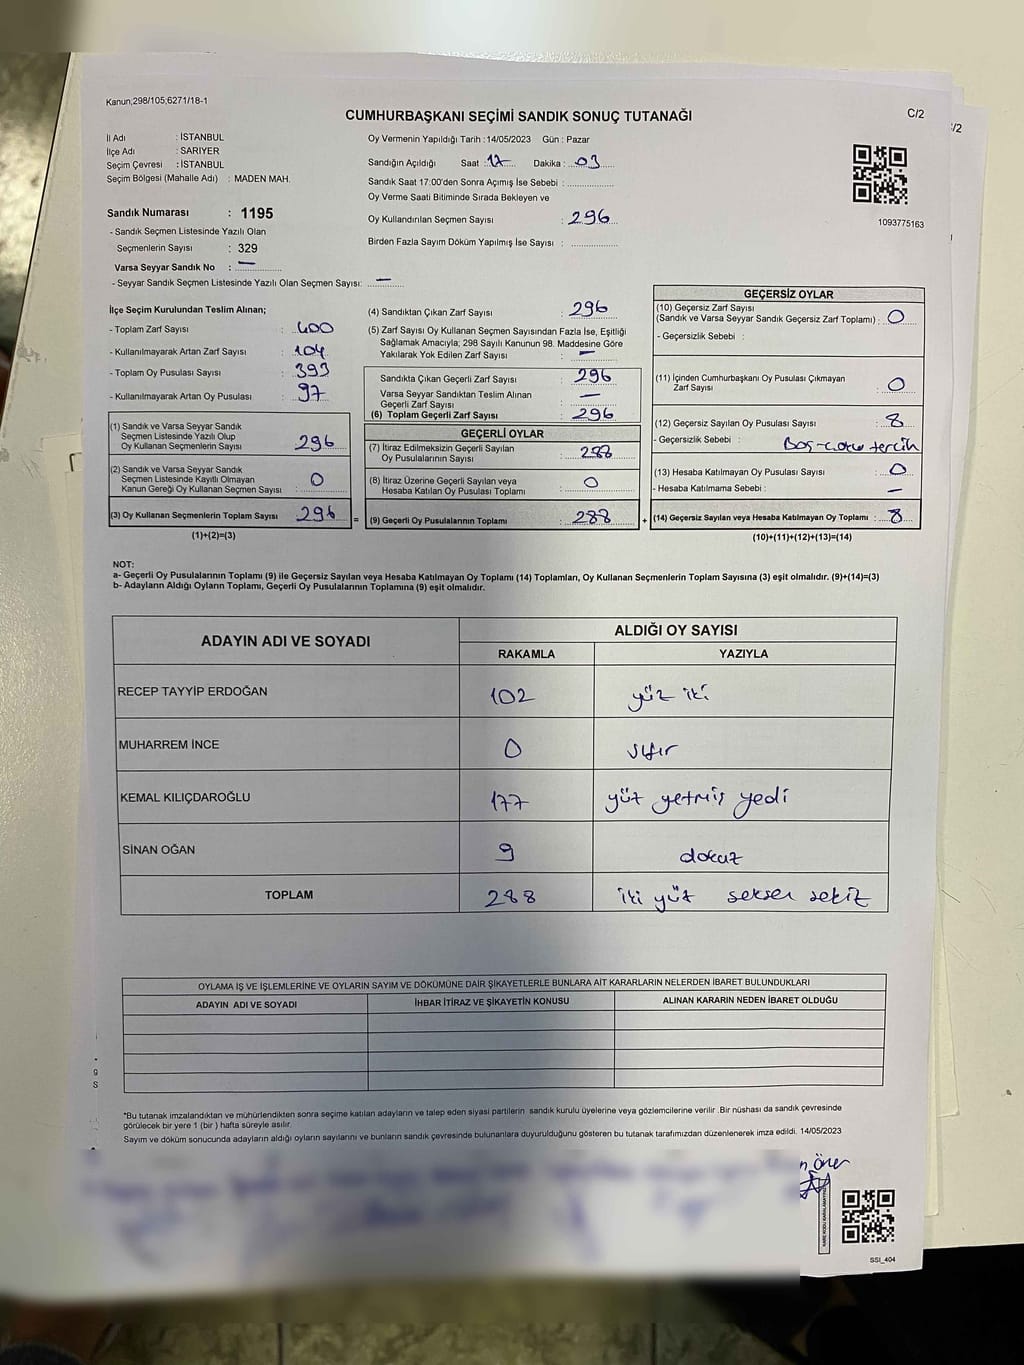 Kanun;298/105;6271/18-1
CUMHURBAŞKANI SEÇİMİ SANDIK SONUÇ TUTANAĞI
C/2
/2
İl Adı : İSTANBUL
İlçe Adı : SARIYER
Seçim Çevresi : İSTANBUL
Seçim Bölgesi (Mahalle Adı) : MADEN MAH.
Sandık Numarası : 1195
- Sandık Seçmen Listesinde Yazılı Olan
Seçmenlerin Sayısı : 329
Varsa Seyyar Sandık No : —
- Seyyar Sandık Seçmen Listesinde Yazılı Olan Seçmen Sayısı: —
Oy Vermenin Yapıldığı Tarih : 14/05/2023 Gün : Pazar
Sandığın Açıldığı Saat : 17 Dakika : 03
Sandık Saat 17:00'den Sonra Açımış İse Sebebi :
Oy Verme Saati Bitiminde Sırada Bekleyen ve
Oy Kullandırılan Seçmen Sayısı : 296
Birden Fazla Sayım Döküm Yapılmış İse Sayısı :
1093775163
İlçe Seçim Kurulundan Teslim Alınan;
- Toplam Zarf Sayısı : 400
- Kullanılmayarak Artan Zarf Sayısı : 104
- Toplam Oy Pusulası Sayısı : 393
- Kullanılmayarak Artan Oy Pusulası : 97
(1) Sandık ve Varsa Seyyar Sandık
Seçmen Listesinde Yazılı Olup
Oy Kullanan Seçmenlerin Sayısı : 296
(2) Sandık ve Varsa Seyyar Sandık
Seçmen Listesinde Kayıtlı Olmayan
Kanun Gereği Oy Kullanan Seçmen Sayısı : 0
(3) Oy Kullanan Seçmenlerin Toplam Sayısı : 296
(1)+(2)=(3)
(4) Sandıktan Çıkan Zarf Sayısı : 296
(5) Zarf Sayısı Oy Kullanan Seçmen Sayısından Fazla İse, Eşitliği
Sağlamak Amacıyla; 298 Sayılı Kanunun 98. Maddesine Göre
Yakılarak Yok Edilen Zarf Sayısı : —
Sandıkta Çıkan Geçerli Zarf Sayısı : 296
Varsa Seyyar Sandıktan Teslim Alınan
Geçerli Zarf Sayısı : —
(6) Toplam Geçerli Zarf Sayısı : 296
GEÇERLİ OYLAR
(7) İtiraz Edilmeksizin Geçerli Sayılan
Oy Pusulalarının Sayısı : 288
(8) İtiraz Üzerine Geçerli Sayılan veya
Hesaba Katılan Oy Pusulası Toplamı : 0
= (9) Geçerli Oy Pusulalarının Toplamı : 288
GEÇERSİZ OYLAR
(10) Geçersiz Zarf Sayısı
(Sandık ve Varsa Seyyar Sandık Geçersiz Zarf Toplamı) : 0
- Geçersizlik Sebebi :
(11) İçinden Cumhurbaşkanı Oy Pusulası Çıkmayan
Zarf Sayısı : 0
(12) Geçersiz Sayılan Oy Pusulası Sayısı : 8
- Geçersizlik Sebebi : Boş- tercih
(13) Hesaba Katılmayan Oy Pusulası Sayısı : 0
- Hesaba Katılmama Sebebi : —
+ (14) Geçersiz Sayılan veya Hesaba Katılmayan Oy Toplamı : 8
(10)+(11)+(12)+(13)=(14)
NOT:
a- Geçerli Oy Pusulalarının Toplamı (9) ile Geçersiz Sayılan veya Hesaba Katılmayan Oy Toplamı (14) Toplamları, Oy Kullanan Seçmenlerin Toplam Sayısına (3) eşit olmalıdır. (9)+(14)=(3)
b- Adayların Aldığı Oyların Toplamı, Geçerli Oy Pusulalarının Toplamına (9) eşit olmalıdır.
ADAYIN ADI VE SOYADI
ALDIĞI OY SAYISI
RAKAMLA YAZIYLA
RECEP TAYYİP ERDOĞAN 102 yüz iki
MUHARREM İNCE 0 sıfır
KEMAL KILIÇDAROĞLU 177 yüz yetmiş yedi
SİNAN OĞAN 9 dokuz
TOPLAM 288 iki yüz seksen sekiz
OYLAMA İŞ VE İŞLEMLERİNE VE OYLARIN SAYIM VE DÖKÜMÜNE DAİR ŞİKAYETLERLE BUNLARA AİT KARARLARIN NELERDEN İBARET BULUNDUKLARI
ADAYIN ADI VE SOYADI İHBAR İTİRAZ VE ŞİKAYETİN KONUSU ALINAN KARARIN NEDEN İBARET OLDUĞU
g
S
*Bu tutanak imzalandıktan ve mühürlendikten sonra seçime katılan adayların ve talep eden siyasi partilerin sandık kurulu üyelerine veya gözlemcilerine verilir .Bir nüshası da sandık çevresinde
görülecek bir yere 1 (bir ) hafta süreyle asılır.
Sayım ve döküm sonucunda adayların aldığı oyların sayılarını ve bunların sandık çevresinde bulunanlara duyurulduğunu gösteren bu tutanak tarafımızdan düzenlenerek imza edildi. 14/05/2023
n öner
SSİ_404